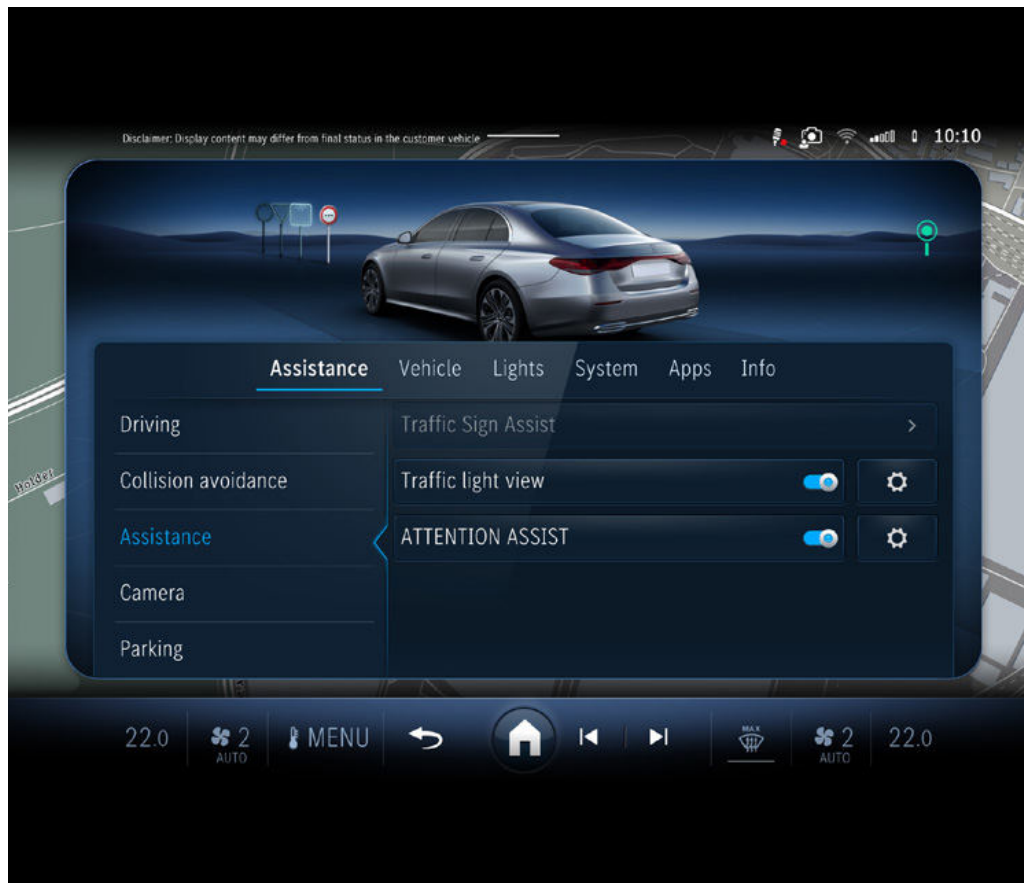 Disclaimer: Display content may differ from final status in the customer vehicle
10:10
Assistance Vehicle Lights System Apps Info
Driving
Traffic Sign Assist
Collision avoidance
Traffic light view
Assistance
ATTENTION ASSIST
Camera
Parking
Holder
22.0 2 AUTO MENU MAX 2 AUTO 22.0